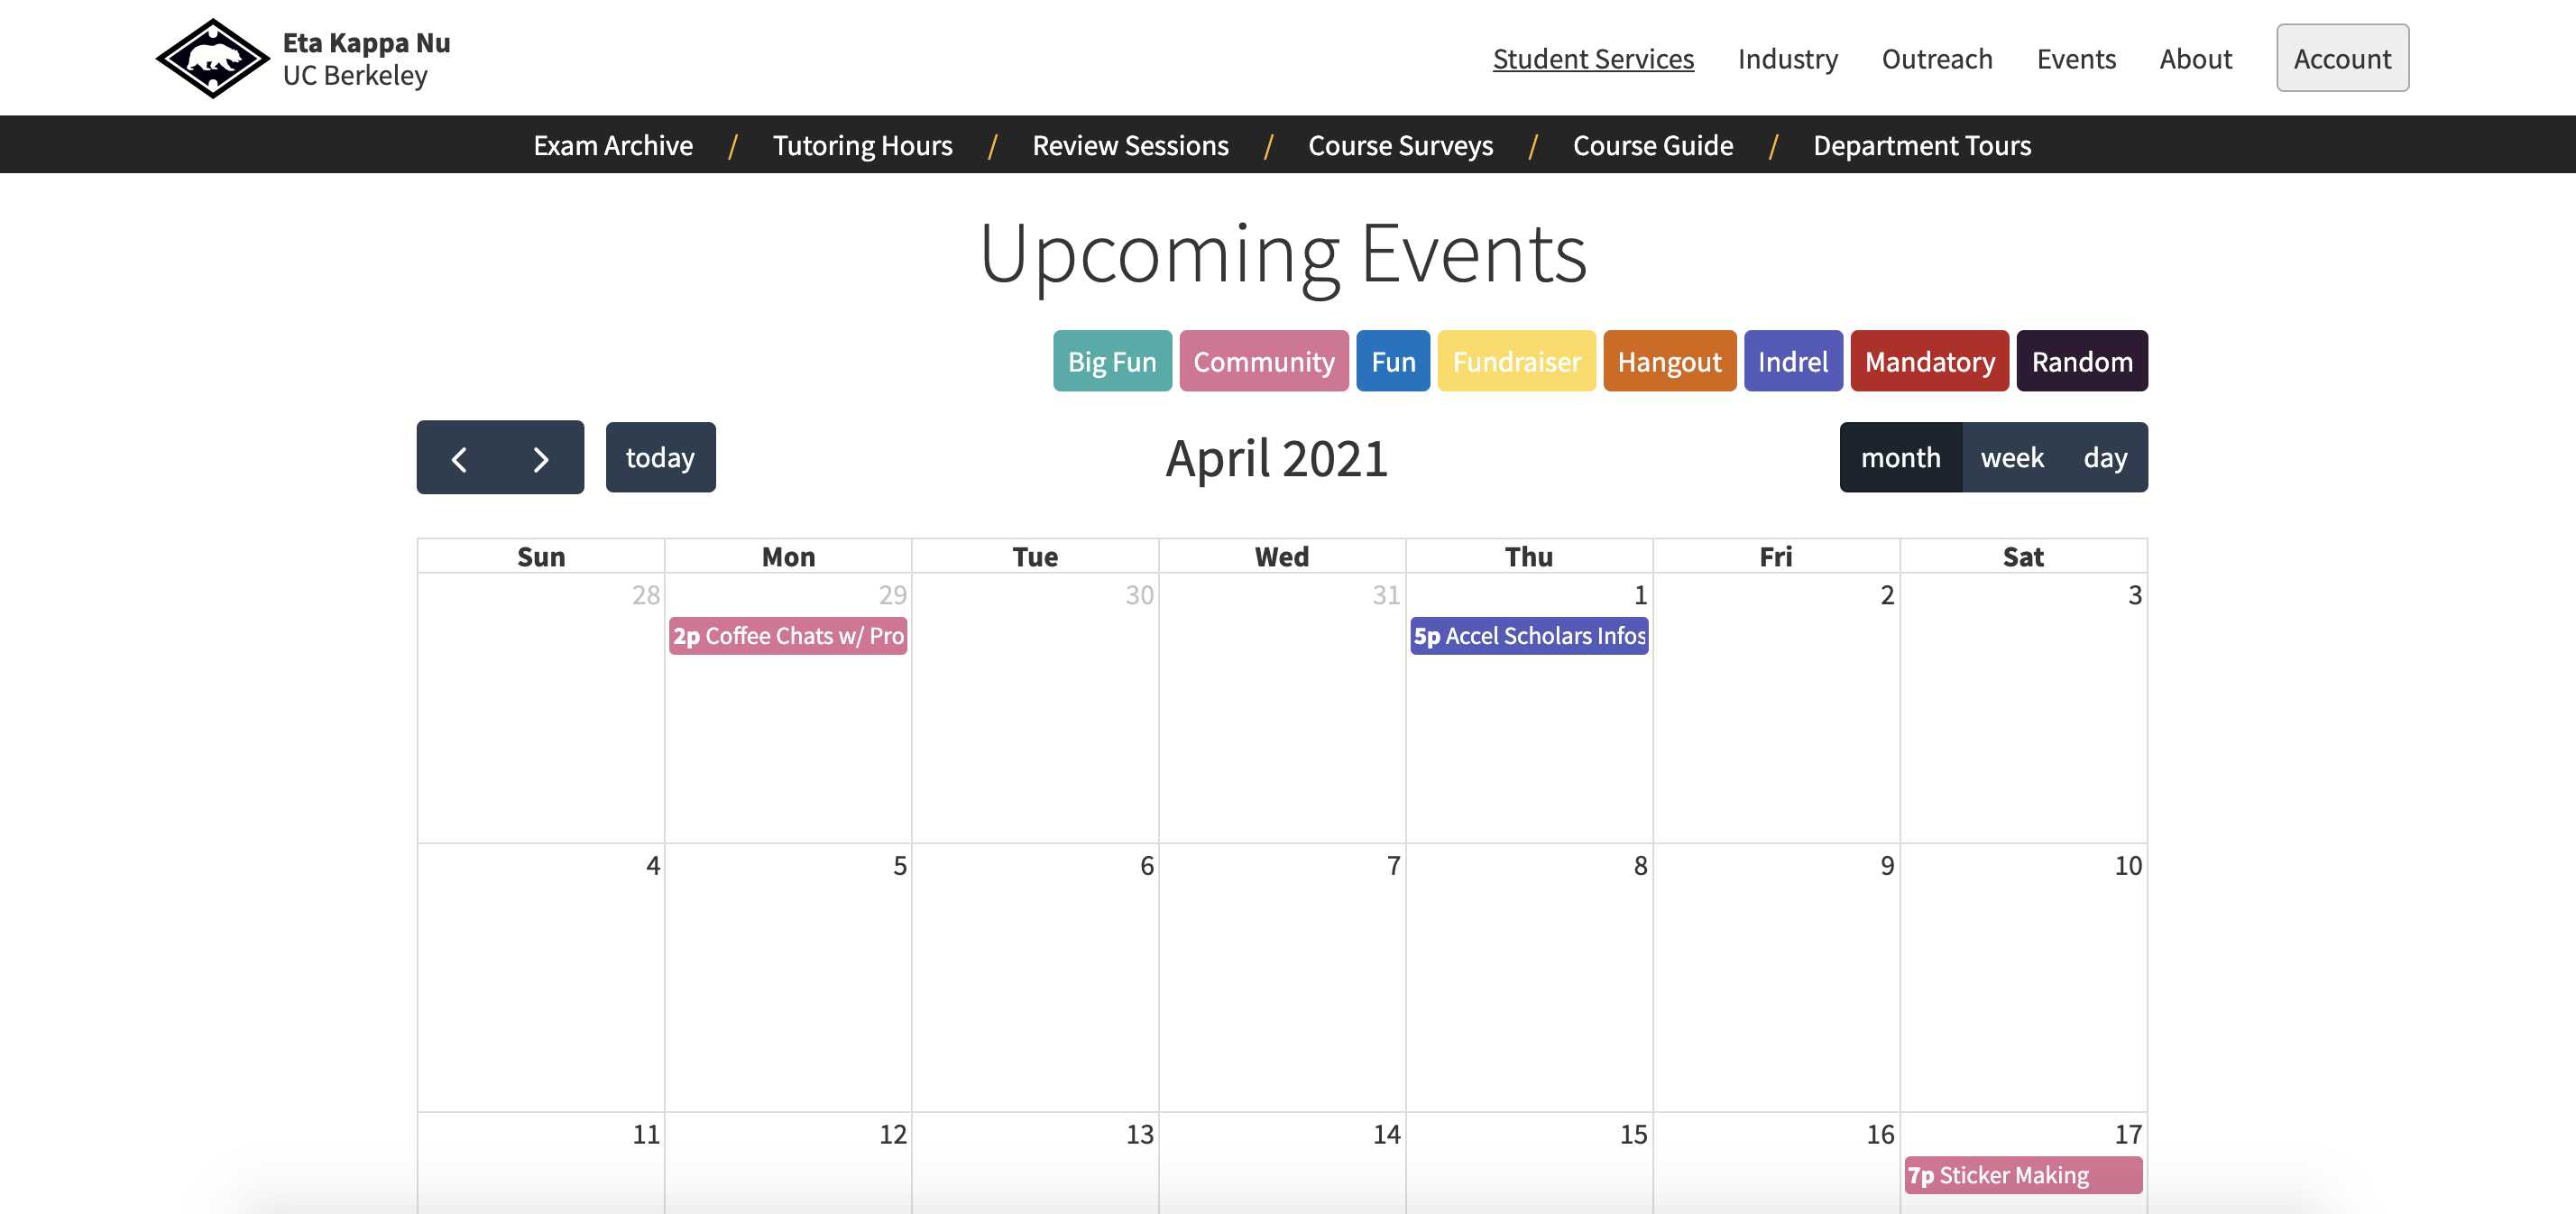 Eta Kappa Nu
UC Berkeley
Student Services Industry Outreach Events About Account
Exam Archive / Tutoring Hours / Review Sessions / Course Surveys / Course Guide / Department Tours
Upcoming Events
Big Fun Community Fun Fundraiser Hangout Indrel Mandatory Random
today April 2021 month week day
Sun Mon Tue Wed Thu Fri Sat
28 29 30 31 1 2 3
2p Coffee Chats w/ Pro 5p Accel Scholars Infos
4 5 6 7 8 9 10
11 12 13 14 15 16 17
7p Sticker Making